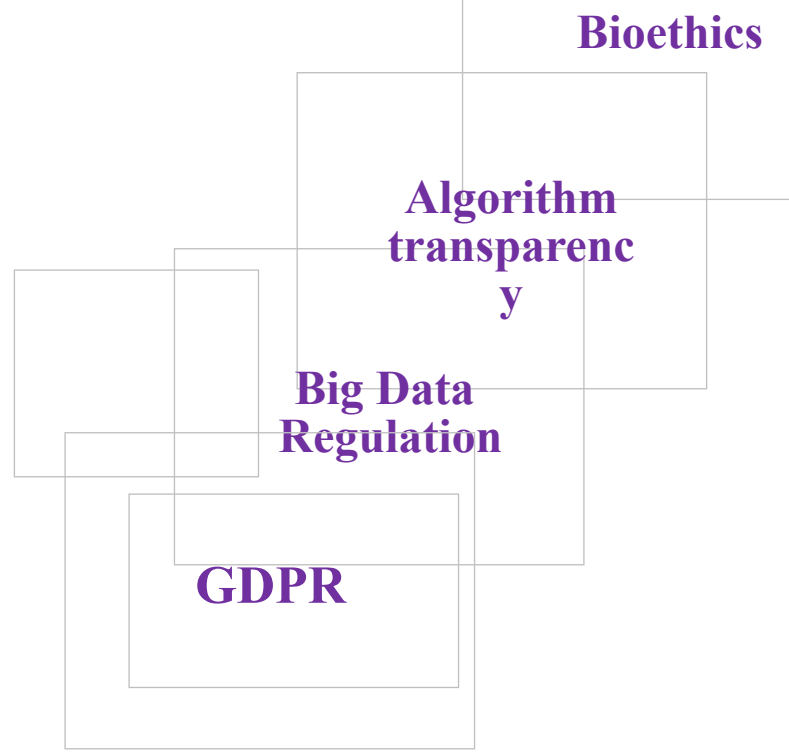 Bioethics
Algorithm
transparenc
y
Big Data
Regulation
GDPR